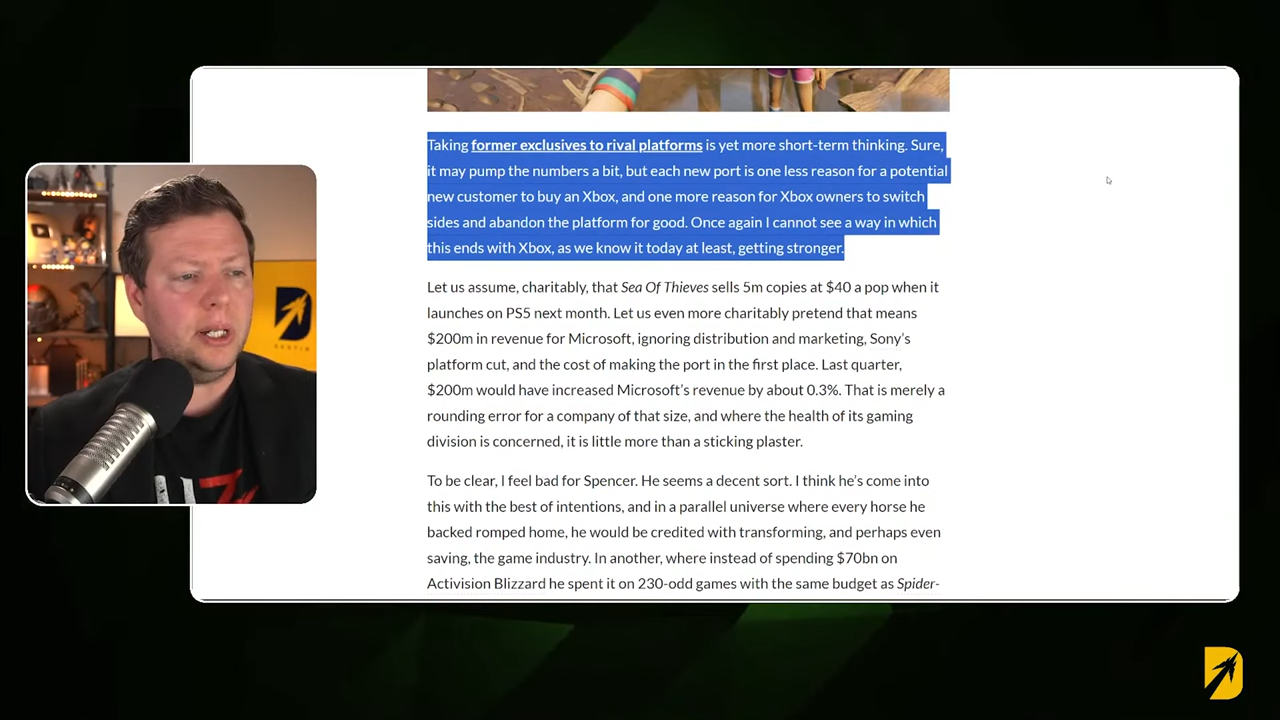 Taking former exclusives to rival platforms is yet more short-term thinking. Sure,
it may pump the numbers a bit, but each new port is one less reason for a potential
new customer to buy an Xbox, and one more reason for Xbox owners to switch
sides and abandon the platform for good. Once again I cannot see a way in which
this ends with Xbox, as we know it today at least, getting stronger.
Let us assume, charitably, that Sea Of Thieves sells 5m copies at $40 a pop when it
launches on PS5 next month. Let us even more charitably pretend that means
$200m in revenue for Microsoft, ignoring distribution and marketing, Sony's
platform cut, and the cost of making the port in the first place. Last quarter,
$200m would have increased Microsoft's revenue by about 0.3%. That is merely a
rounding error for a company of that size, and where the health of its gaming
division is concerned, it is little more than a sticking plaster.
To be clear, I feel bad for Spencer. He seems a decent sort. I think he's come into
this with the best of intentions, and in a parallel universe where every horse he
backed romped home, he would be credited with transforming, and perhaps even
saving, the game industry. In another, where instead of spending $70bn on
Activision Blizzard he spent it on 230-odd games with the same budget as Spider-